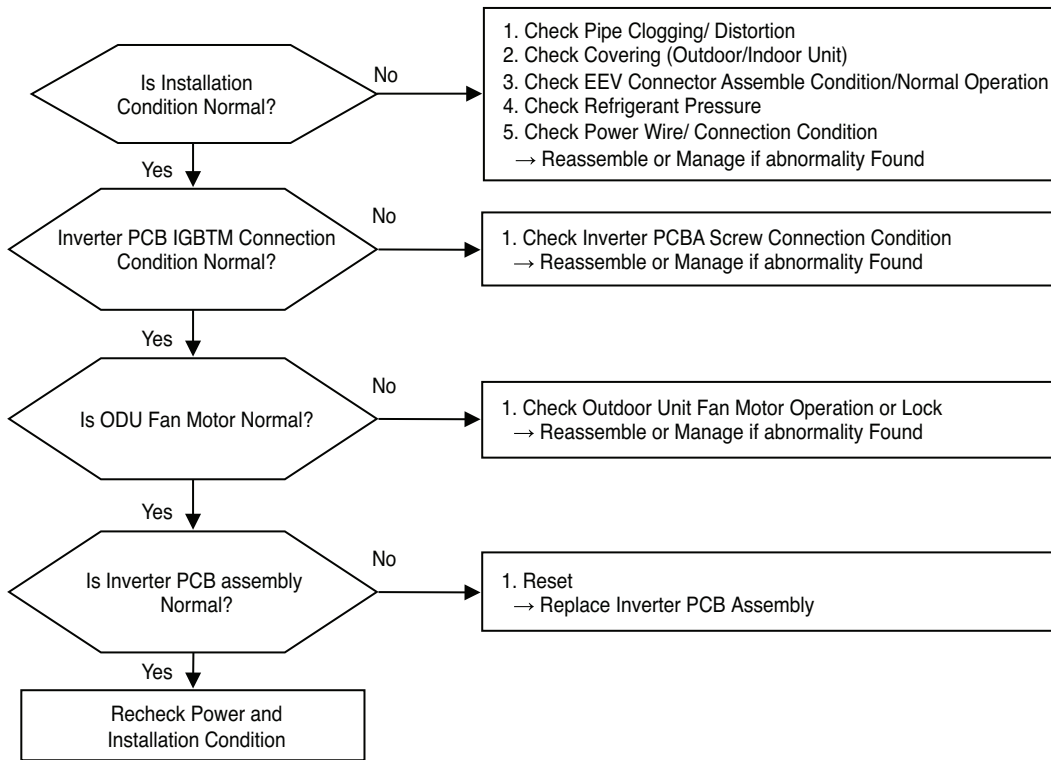 Is Installation
Condition Normal?
No
1. Check Pipe Clogging/ Distortion
2. Check Covering (Outdoor/Indoor Unit)
3. Check EEV Connector Assemble Condition/Normal Operation
4. Check Refrigerant Pressure
5. Check Power Wire/ Connection Condition
→ Reassemble or Manage if abnormality Found
Yes
Inverter PCB IGBTM Connection
Condition Normal?
No
1. Check Inverter PCBA Screw Connection Condition
→ Reassemble or Manage if abnormality Found
Yes
Is ODU Fan Motor Normal?
No
1. Check Outdoor Unit Fan Motor Operation or Lock
→ Reassemble or Manage if abnormality Found
Yes
Is Inverter PCB assembly
Normal?
No
1. Reset
→ Replace Inverter PCB Assembly
Yes
Recheck Power and
Installation Condition